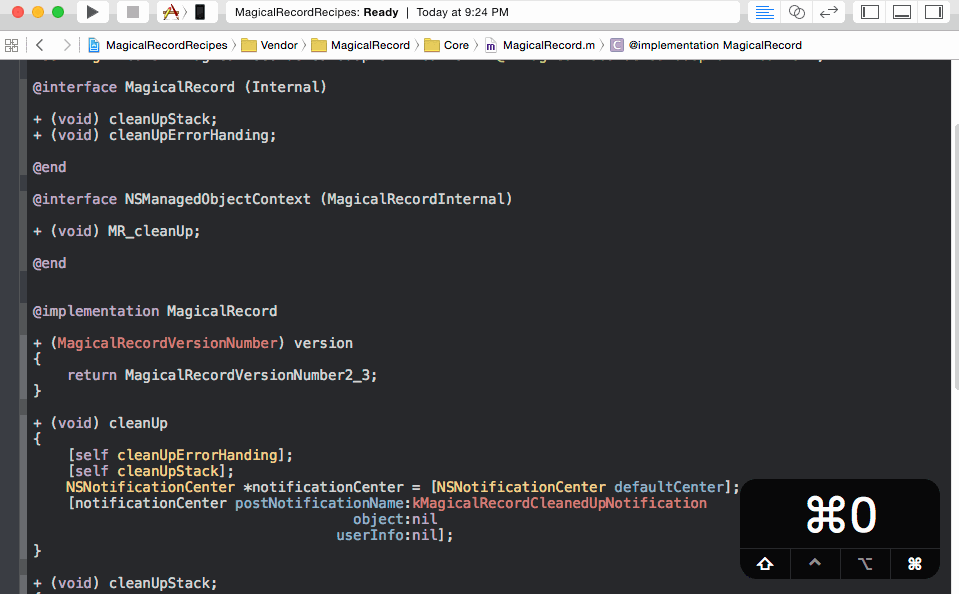 MagicalRecordRecipes: Ready | Today at 9:24 PM
MagicalRecordRecipes Vendor MagicalRecord Core MagicalRecord.m @implementation MagicalRecord
@interface MagicalRecord (Internal)
+ (void) cleanUpStack;
+ (void) cleanUpErrorHanding;
@end
@interface NSManagedObjectContext (MagicalRecordInternal)
+ (void) MR_cleanUp;
@end
@implementation MagicalRecord
+ (MagicalRecordVersionNumber) version
{
return MagicalRecordVersionNumber2_3;
}
+ (void) cleanUp
{
[self cleanUpErrorHanding];
[self cleanUpStack];
NSNotificationCenter *notificationCenter = [NSNotificationCenter defaultCenter];
[notificationCenter postNotificationName:kMagicalRecordCleanedUpNotification
object:nil
userInfo:nil];
}
+ (void) cleanUpStack;
⌘0
⇧ ⌃ ⌥ ⌘